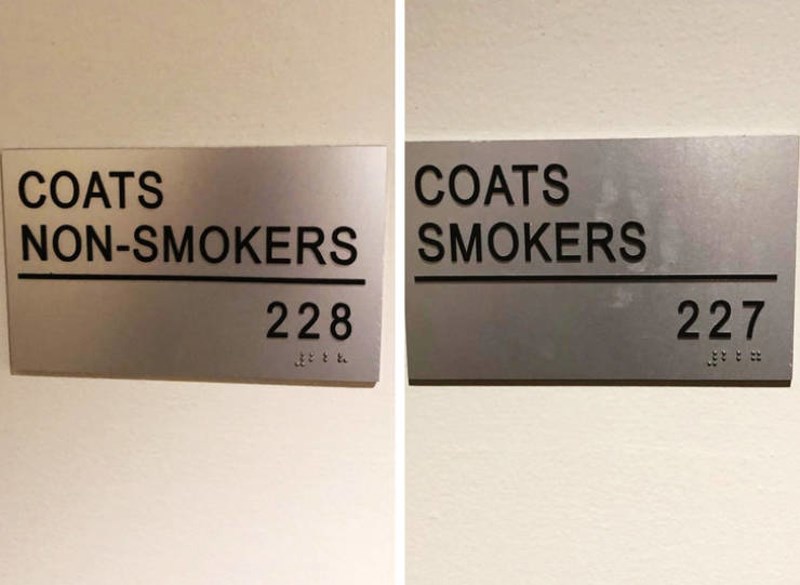 COATS
NON-SMOKERS
228
COATS
SMOKERS
227